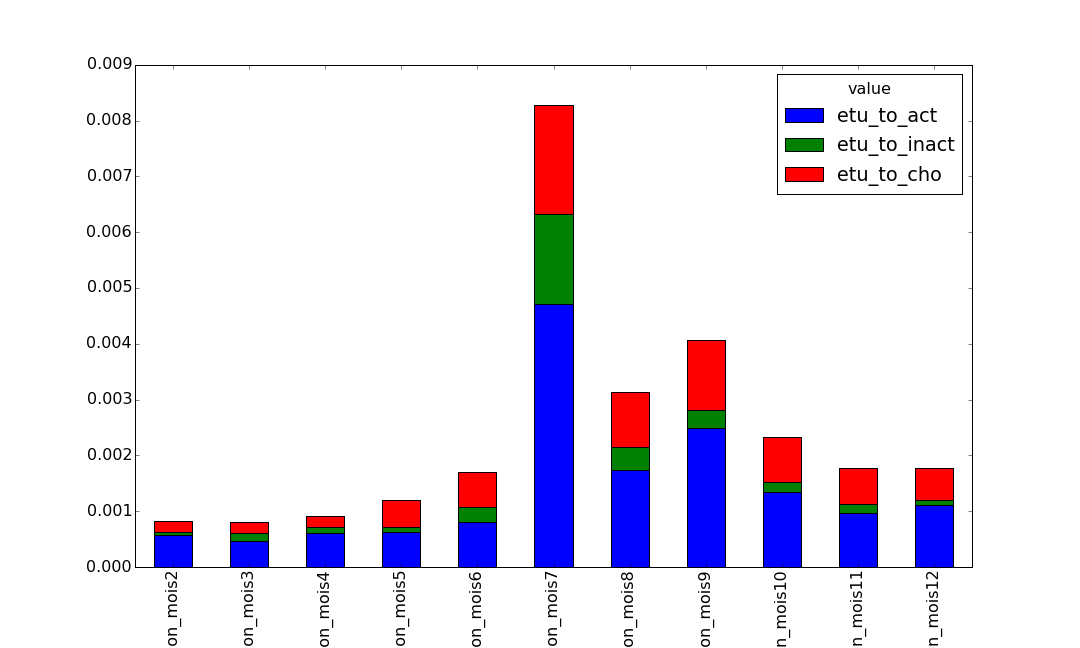 0.009
0.008
0.007
0.006
0.005
0.004
0.003
0.002
0.001
0.000
value
etu_to_act
etu_to_inact
etu_to_cho
on_mois2
on_mois3
on_mois4
on_mois5
on_mois6
on_mois7
on_mois8
on_mois9
n_mois10
n_mois11
n_mois12